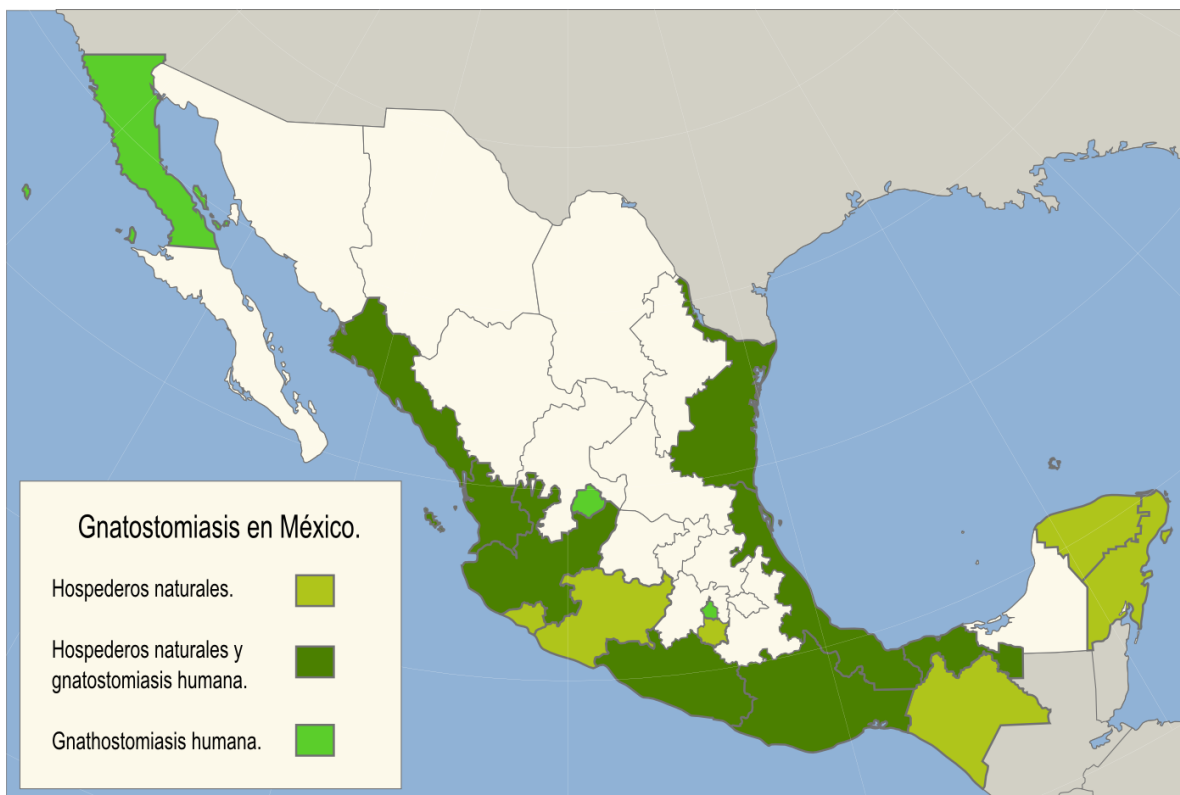 Gnatostomiasis en México.
Hospederos naturales.
Hospederos naturales y
gnatostomiasis humana.
Gnathostomiasis humana.